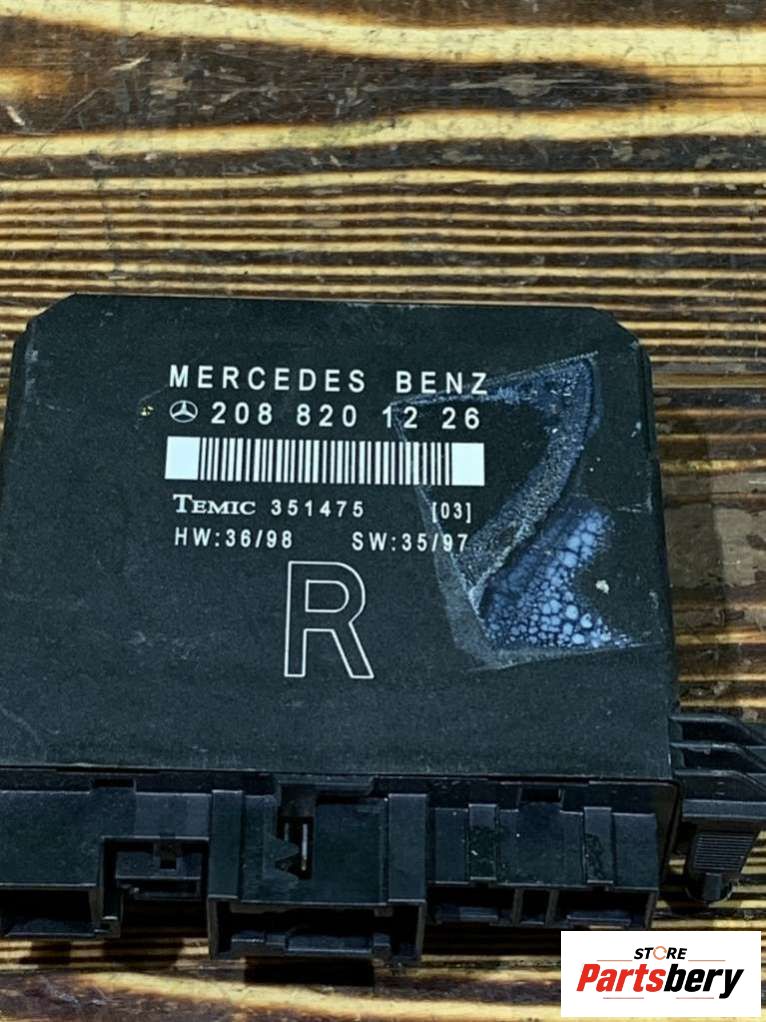 MERCEDES BENZ
208 820 12 26
TEMIC 351475 [03]
HW:36/98 SW:35/97
R
STORE
Partsbery